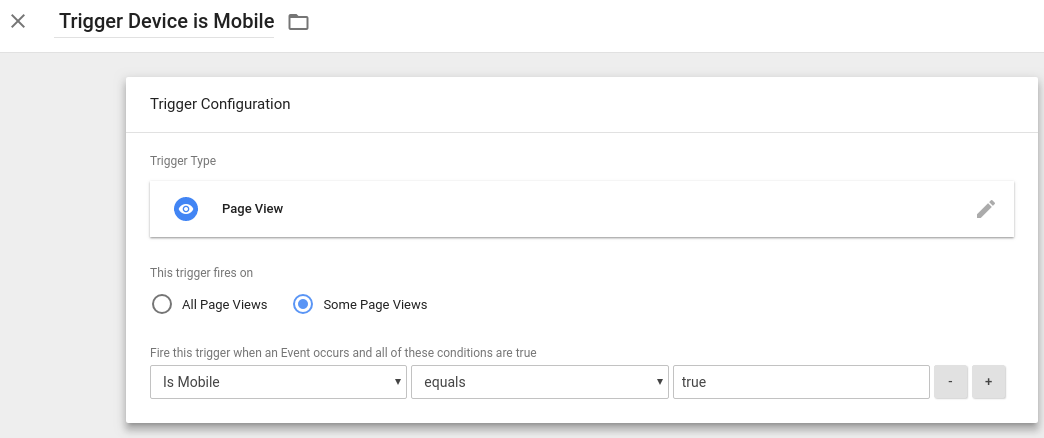 Trigger Device is Mobile
Trigger Configuration
Trigger Type
Page View
This trigger fires on
All Page Views Some Page Views
Fire this trigger when an Event occurs and all of these conditions are true
Is Mobile equals true - +